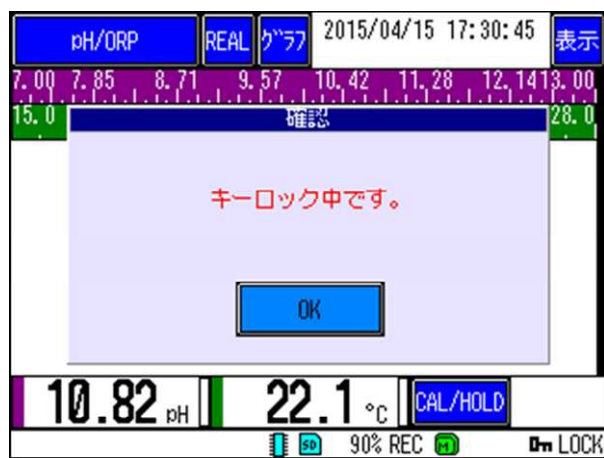 pH/ORP REAL グラフ 2015/04/15 17:30:45 表示
7.00 7.85 8.71 9.57 10.42 11.28 12.14 13.00
15.0 確認 28.0
キーロック中です。
OK
10.82 pH 22.1 °C CAL/HOLD
SD 90% REC M LOCK